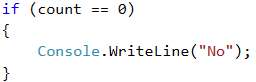 if (count == 0)
{
    Console.WriteLine("No");
}